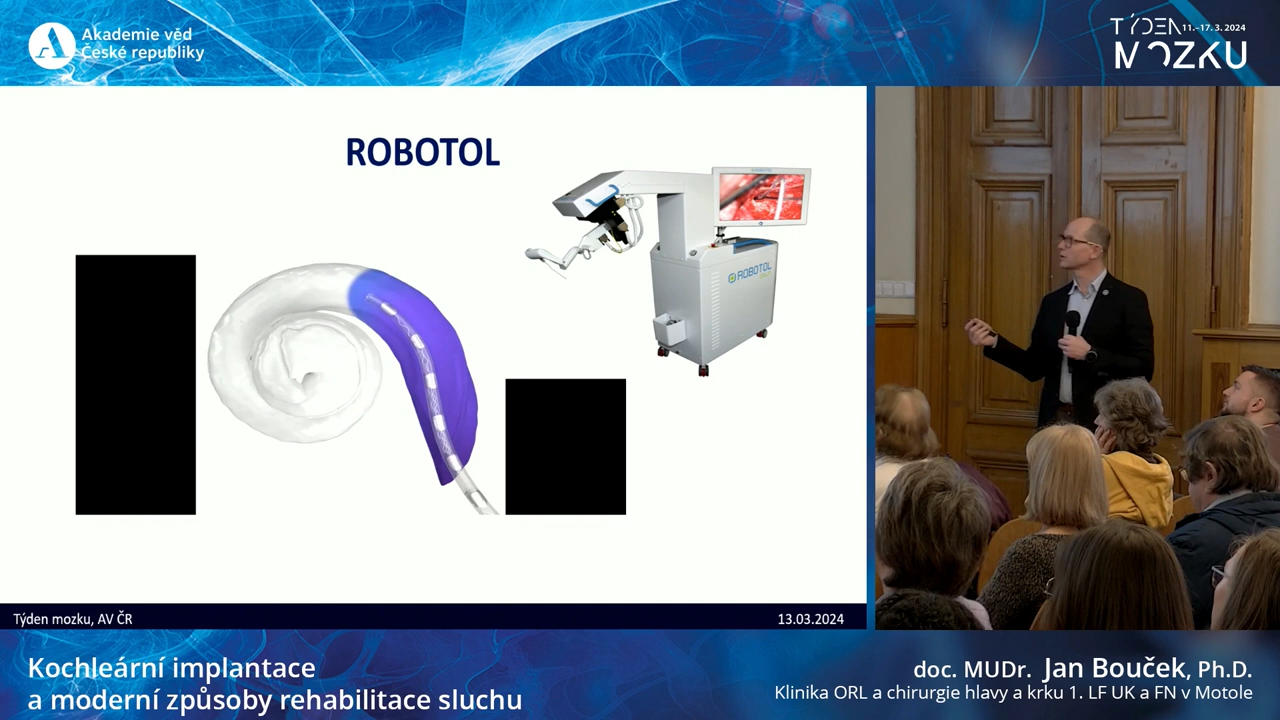 Akademie věd
České republiky
TÝDEN 11.–17. 3. 2024
MOZKU
ROBOTOL
ROBOTOL
Týden mozku, AV ČR
13.03.2024
Kochleární implantace
a moderní způsoby rehabilitace sluchu
doc. MUDr. Jan Bouček, Ph.D.
Klinika ORL a chirurgie hlavy a krku 1. LF UK a FN v Motole